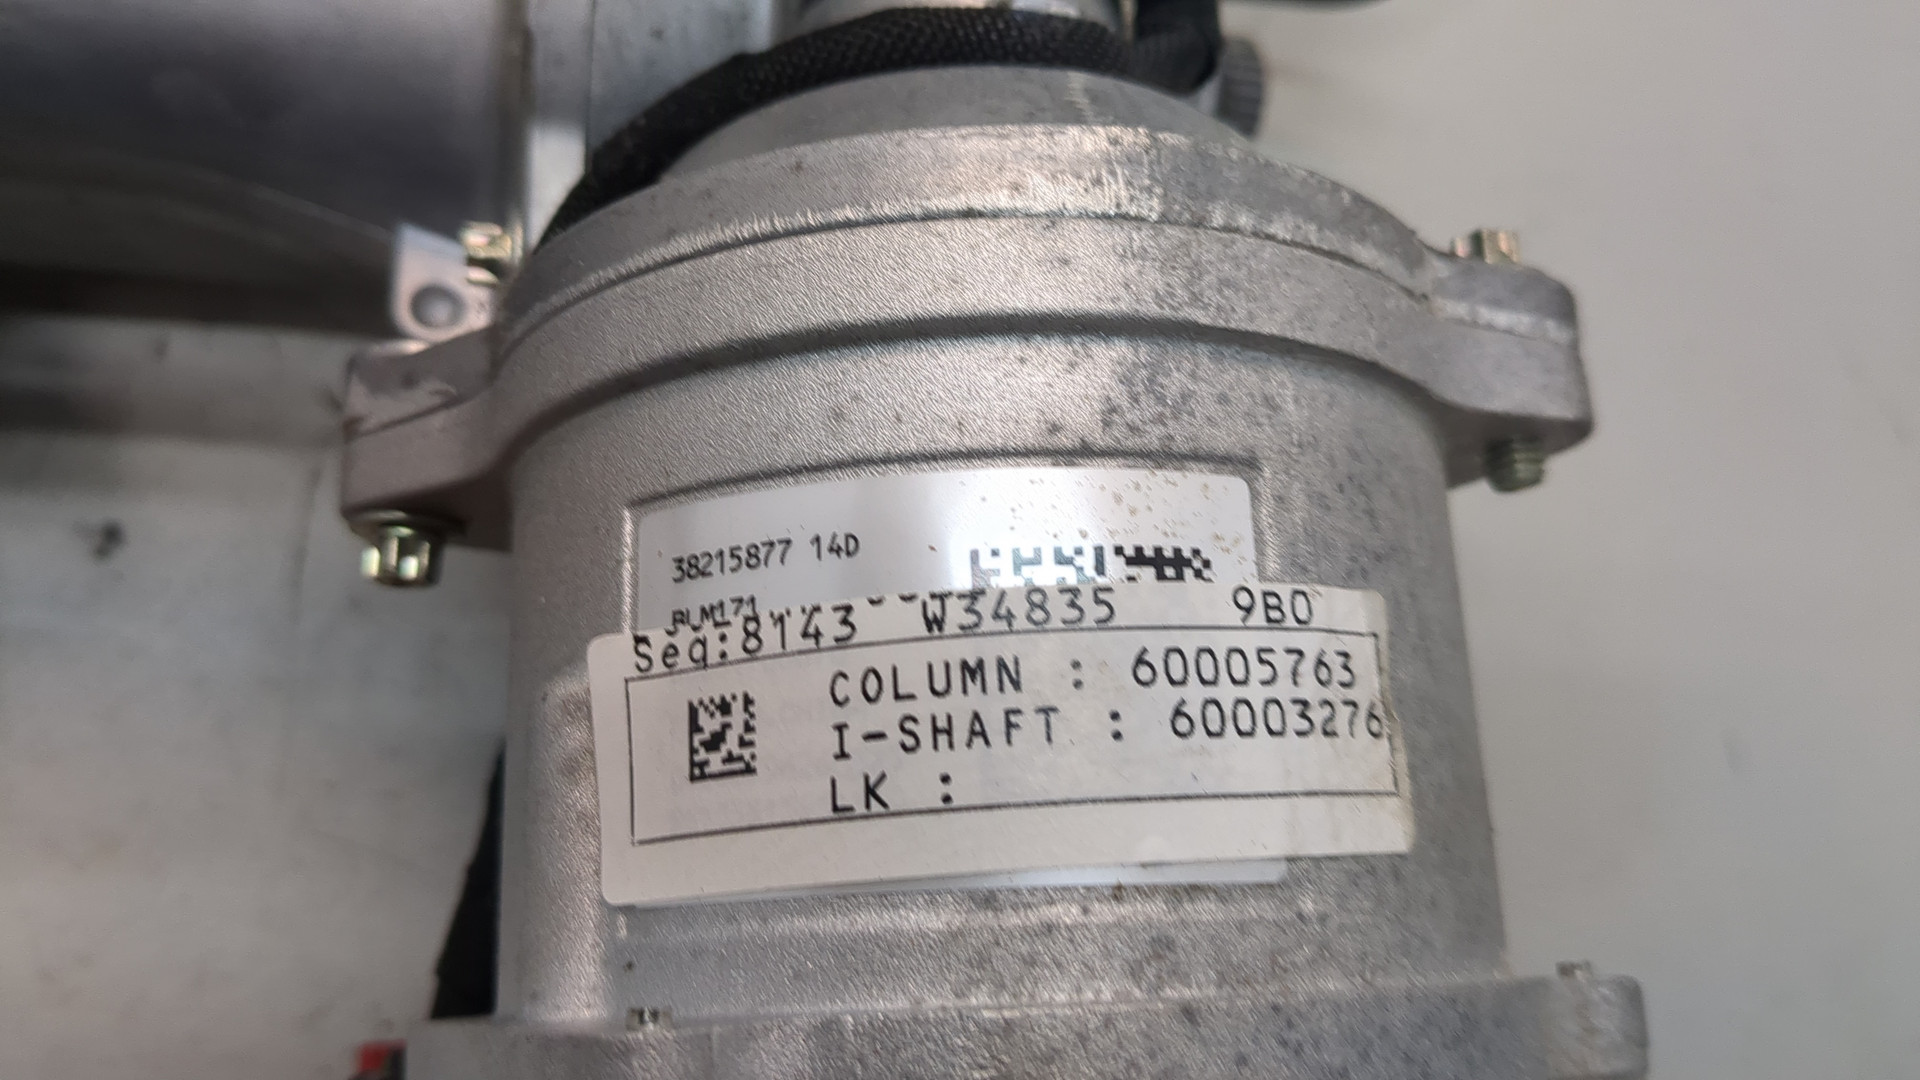 38215877 14D
Seq:8143 W34835 9B0
COLUMN : 60005763
I-SHAFT : 60003276
LK :